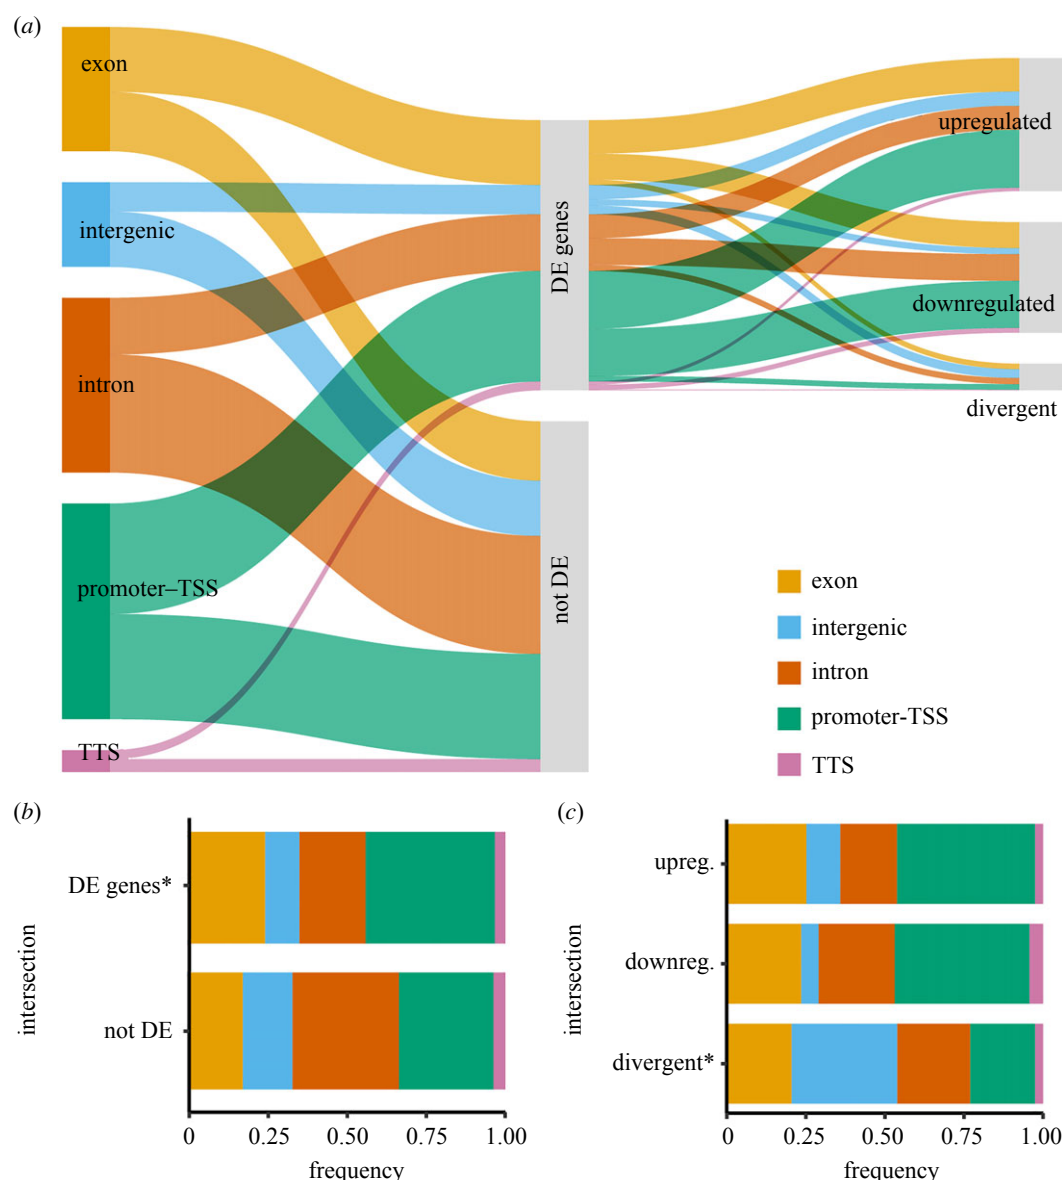 (a)
exon
intergenic
intron
promoter–TSS
TTS
DE genes
not DE
upregulated
downregulated
divergent
exon
intergenic
intron
promoter-TSS
TTS
(b)
intersection
DE genes*
not DE
0 0.25 0.50 0.75 1.00
frequency
(c)
intersection
upreg.
downreg.
divergent*
0 0.25 0.50 0.75 1.00
frequency